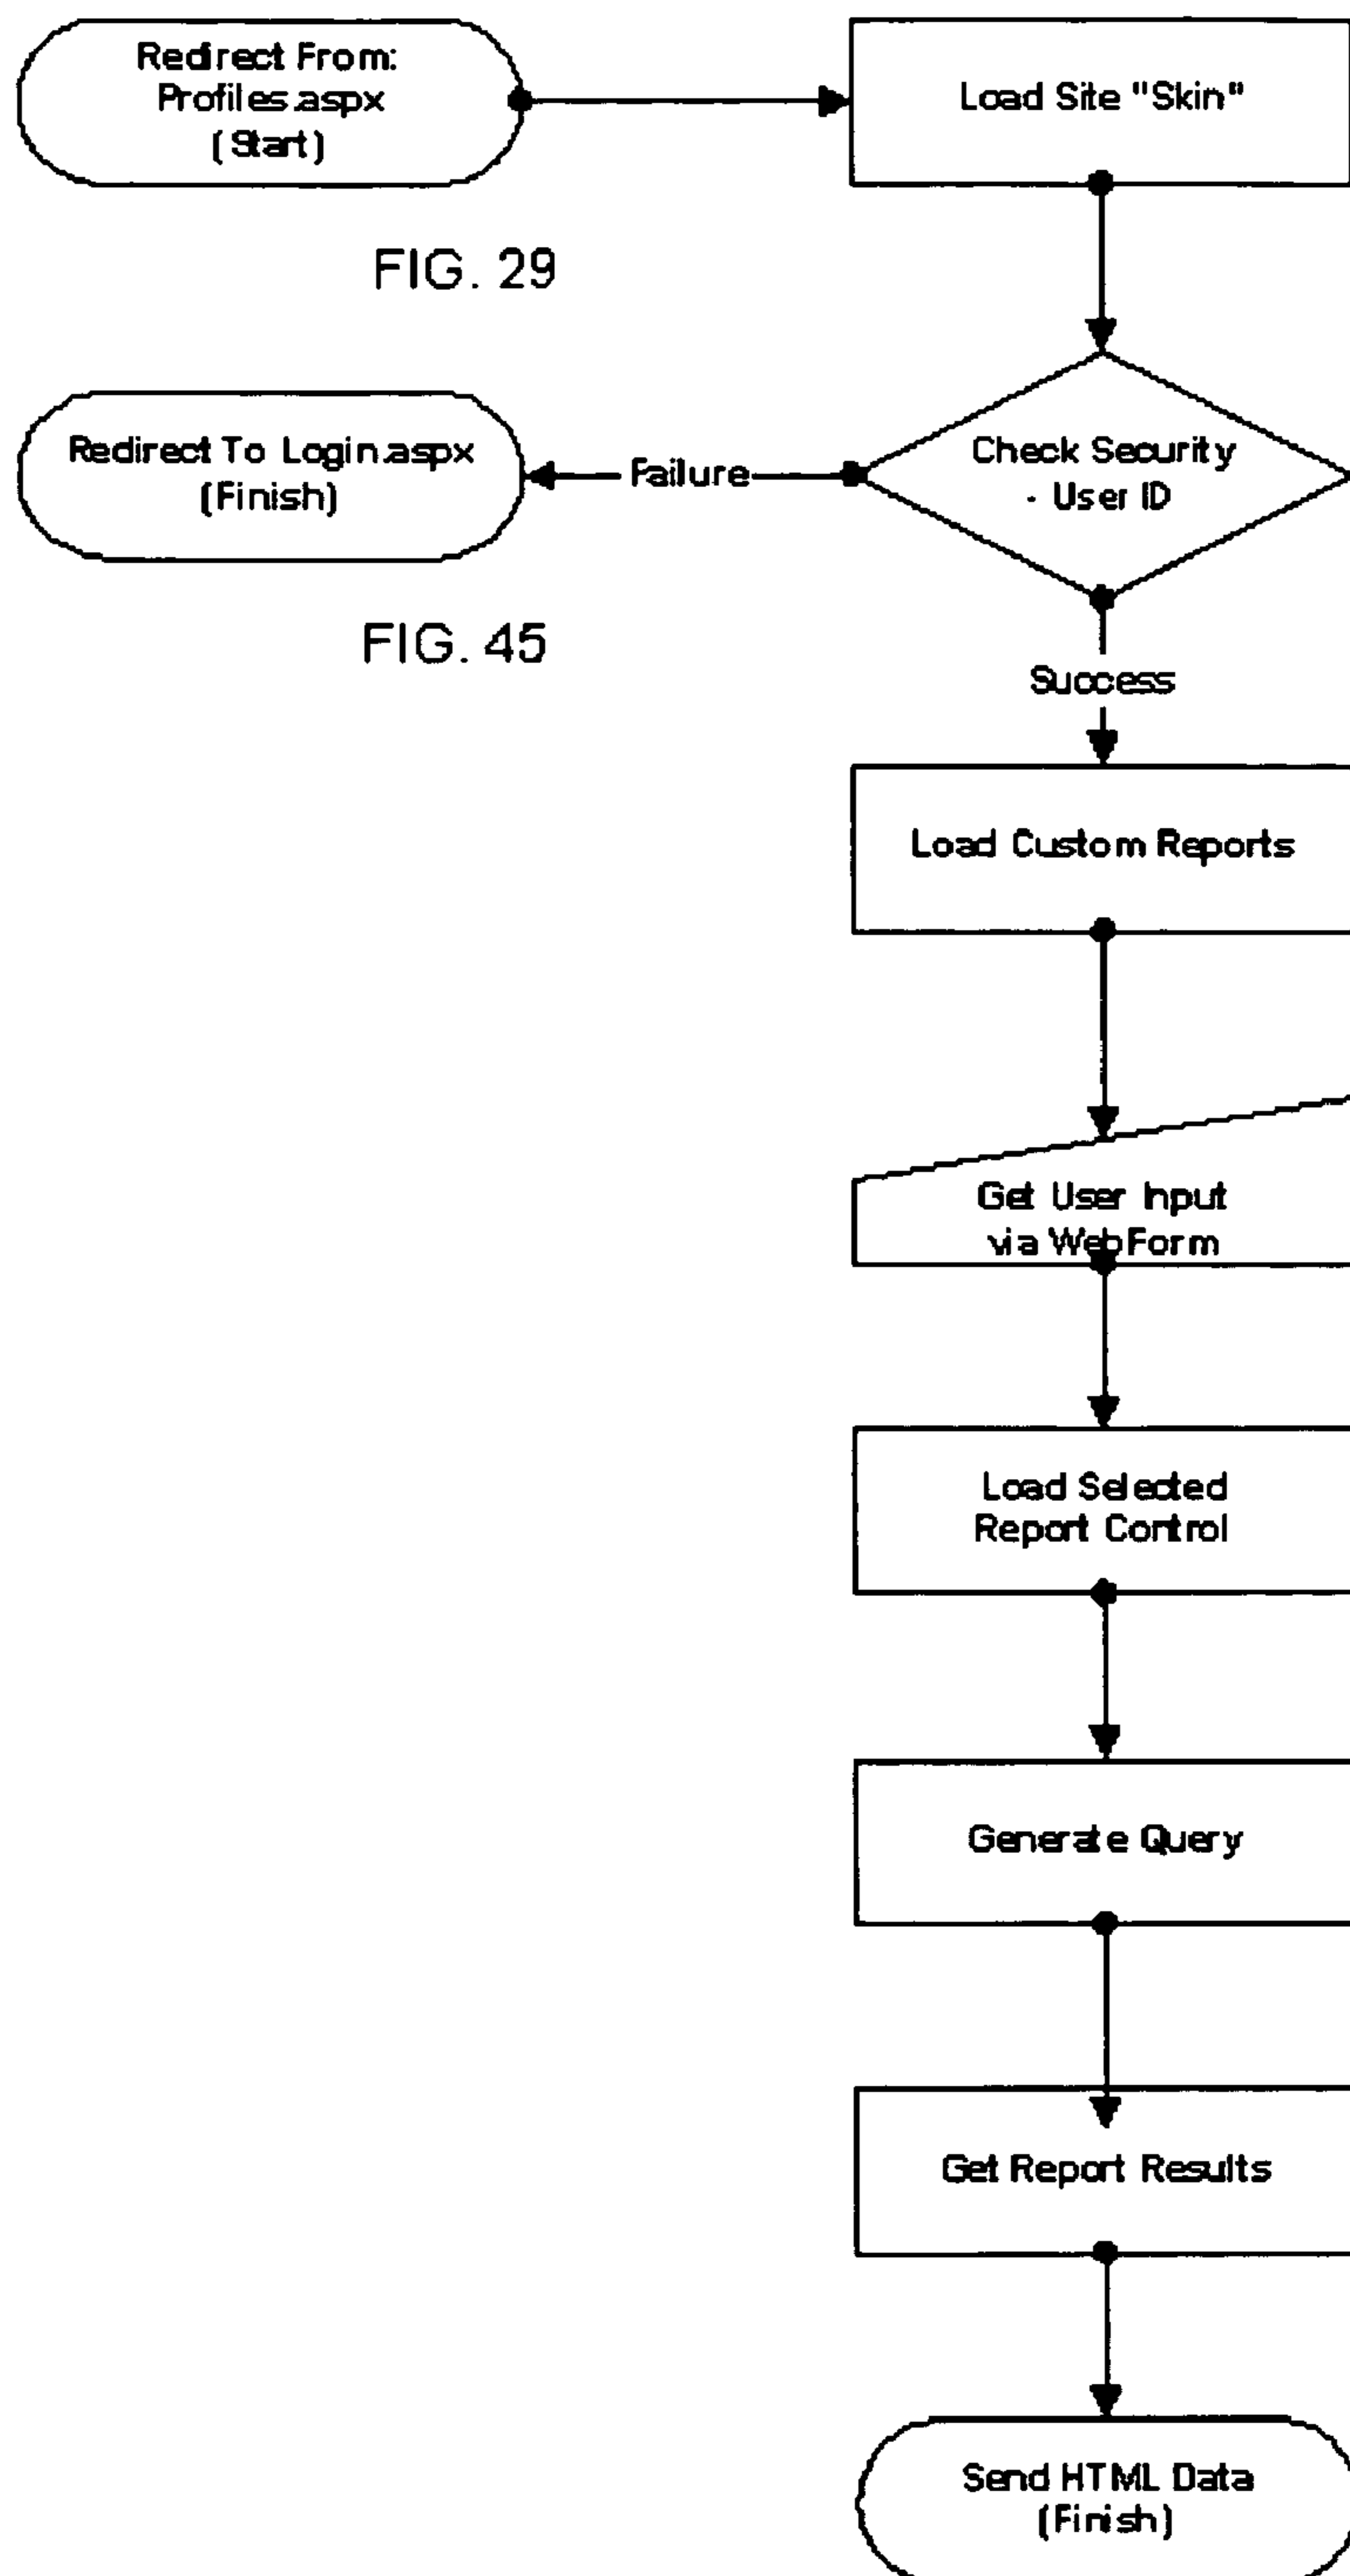 Redirect From:
Profiles.aspx
(Start)
Load Site "Skin"
FIG. 29
Redirect To Login.aspx
(Finish)
Failure
Check Security
- User ID
FIG. 45
Success
Load Custom Reports
Get User Input
via WebForm
Load Selected
Report Control
Generate Query
Get Report Results
Send HTML Data
(Finish)